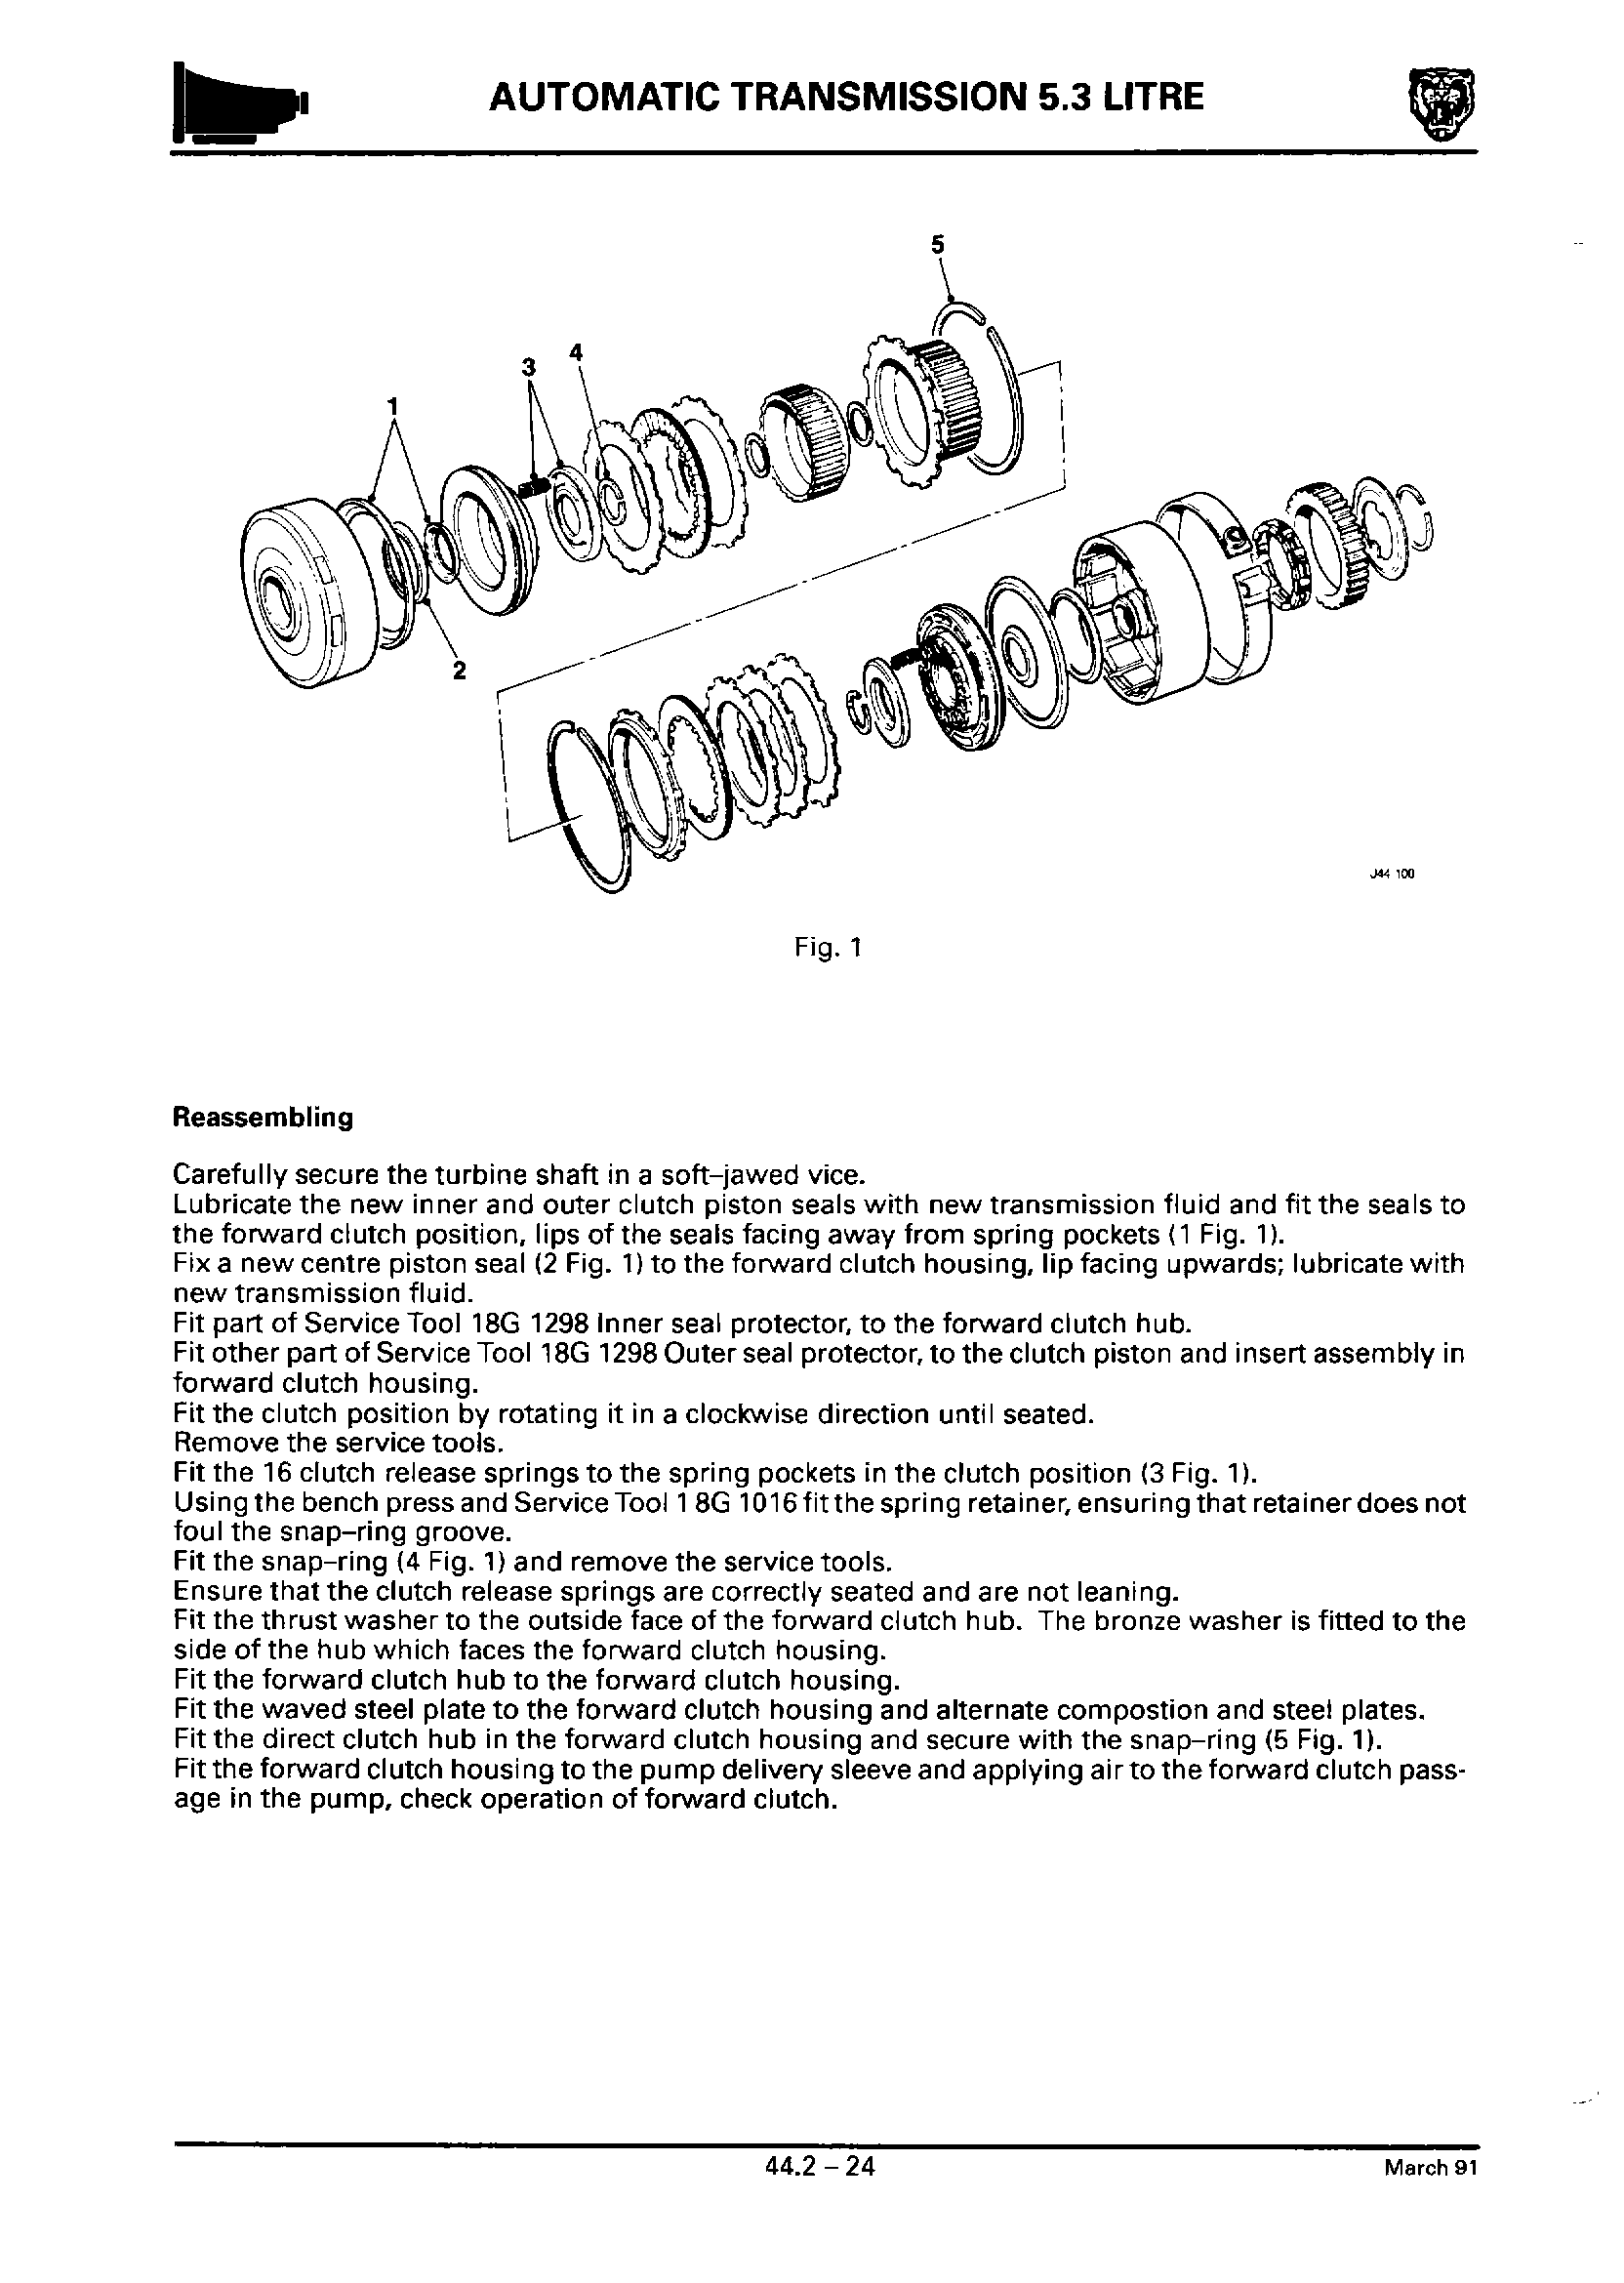 AUTOMATIC TRANSMISSION 5.3 LITRE
5
4
3
1
2
J44 100
Fig. 1
Reassembling
Carefully secure the turbine shaft in a soft-jawed vice.
Lubricate the new inner and outer clutch piston seals with new transmission fluid and fit the seals to
the forward clutch position, lips of the seals facing away from spring pockets (1 Fig. 1).
Fix a new centre piston seal (2 Fig. 1) to the forward clutch housing, lip facing upwards; lubricate with
new transmission fluid.
Fit part of Service Tool 18G 1298 Inner seal protector, to the forward clutch hub.
Fit other part of Service Tool 18G 1298 Outer seal protector, to the clutch piston and insert assembly in
forward clutch housing.
Fit the clutch position by rotating it in a clockwise direction until seated.
Remove the service tools.
Fit the 16 clutch release springs to the spring pockets in the clutch position (3 Fig. 1).
Using the bench press and Service Tool 1 8G 1016 fit the spring retainer, ensuring that retainer does not
foul the snap-ring groove.
Fit the snap-ring (4 Fig. 1) and remove the service tools.
Ensure that the clutch release springs are correctly seated and are not leaning.
Fit the thrust washer to the outside face of the forward clutch hub. The bronze washer is fitted to the
side of the hub which faces the forward clutch housing.
Fit the forward clutch hub to the forward clutch housing.
Fit the waved steel plate to the forward clutch housing and alternate compostion and steel plates.
Fit the direct clutch hub in the forward clutch housing and secure with the snap-ring (5 Fig. 1).
Fit the forward clutch housing to the pump delivery sleeve and applying air to the forward clutch pass-
age in the pump, check operation of forward clutch.
44.2 – 24
March 91